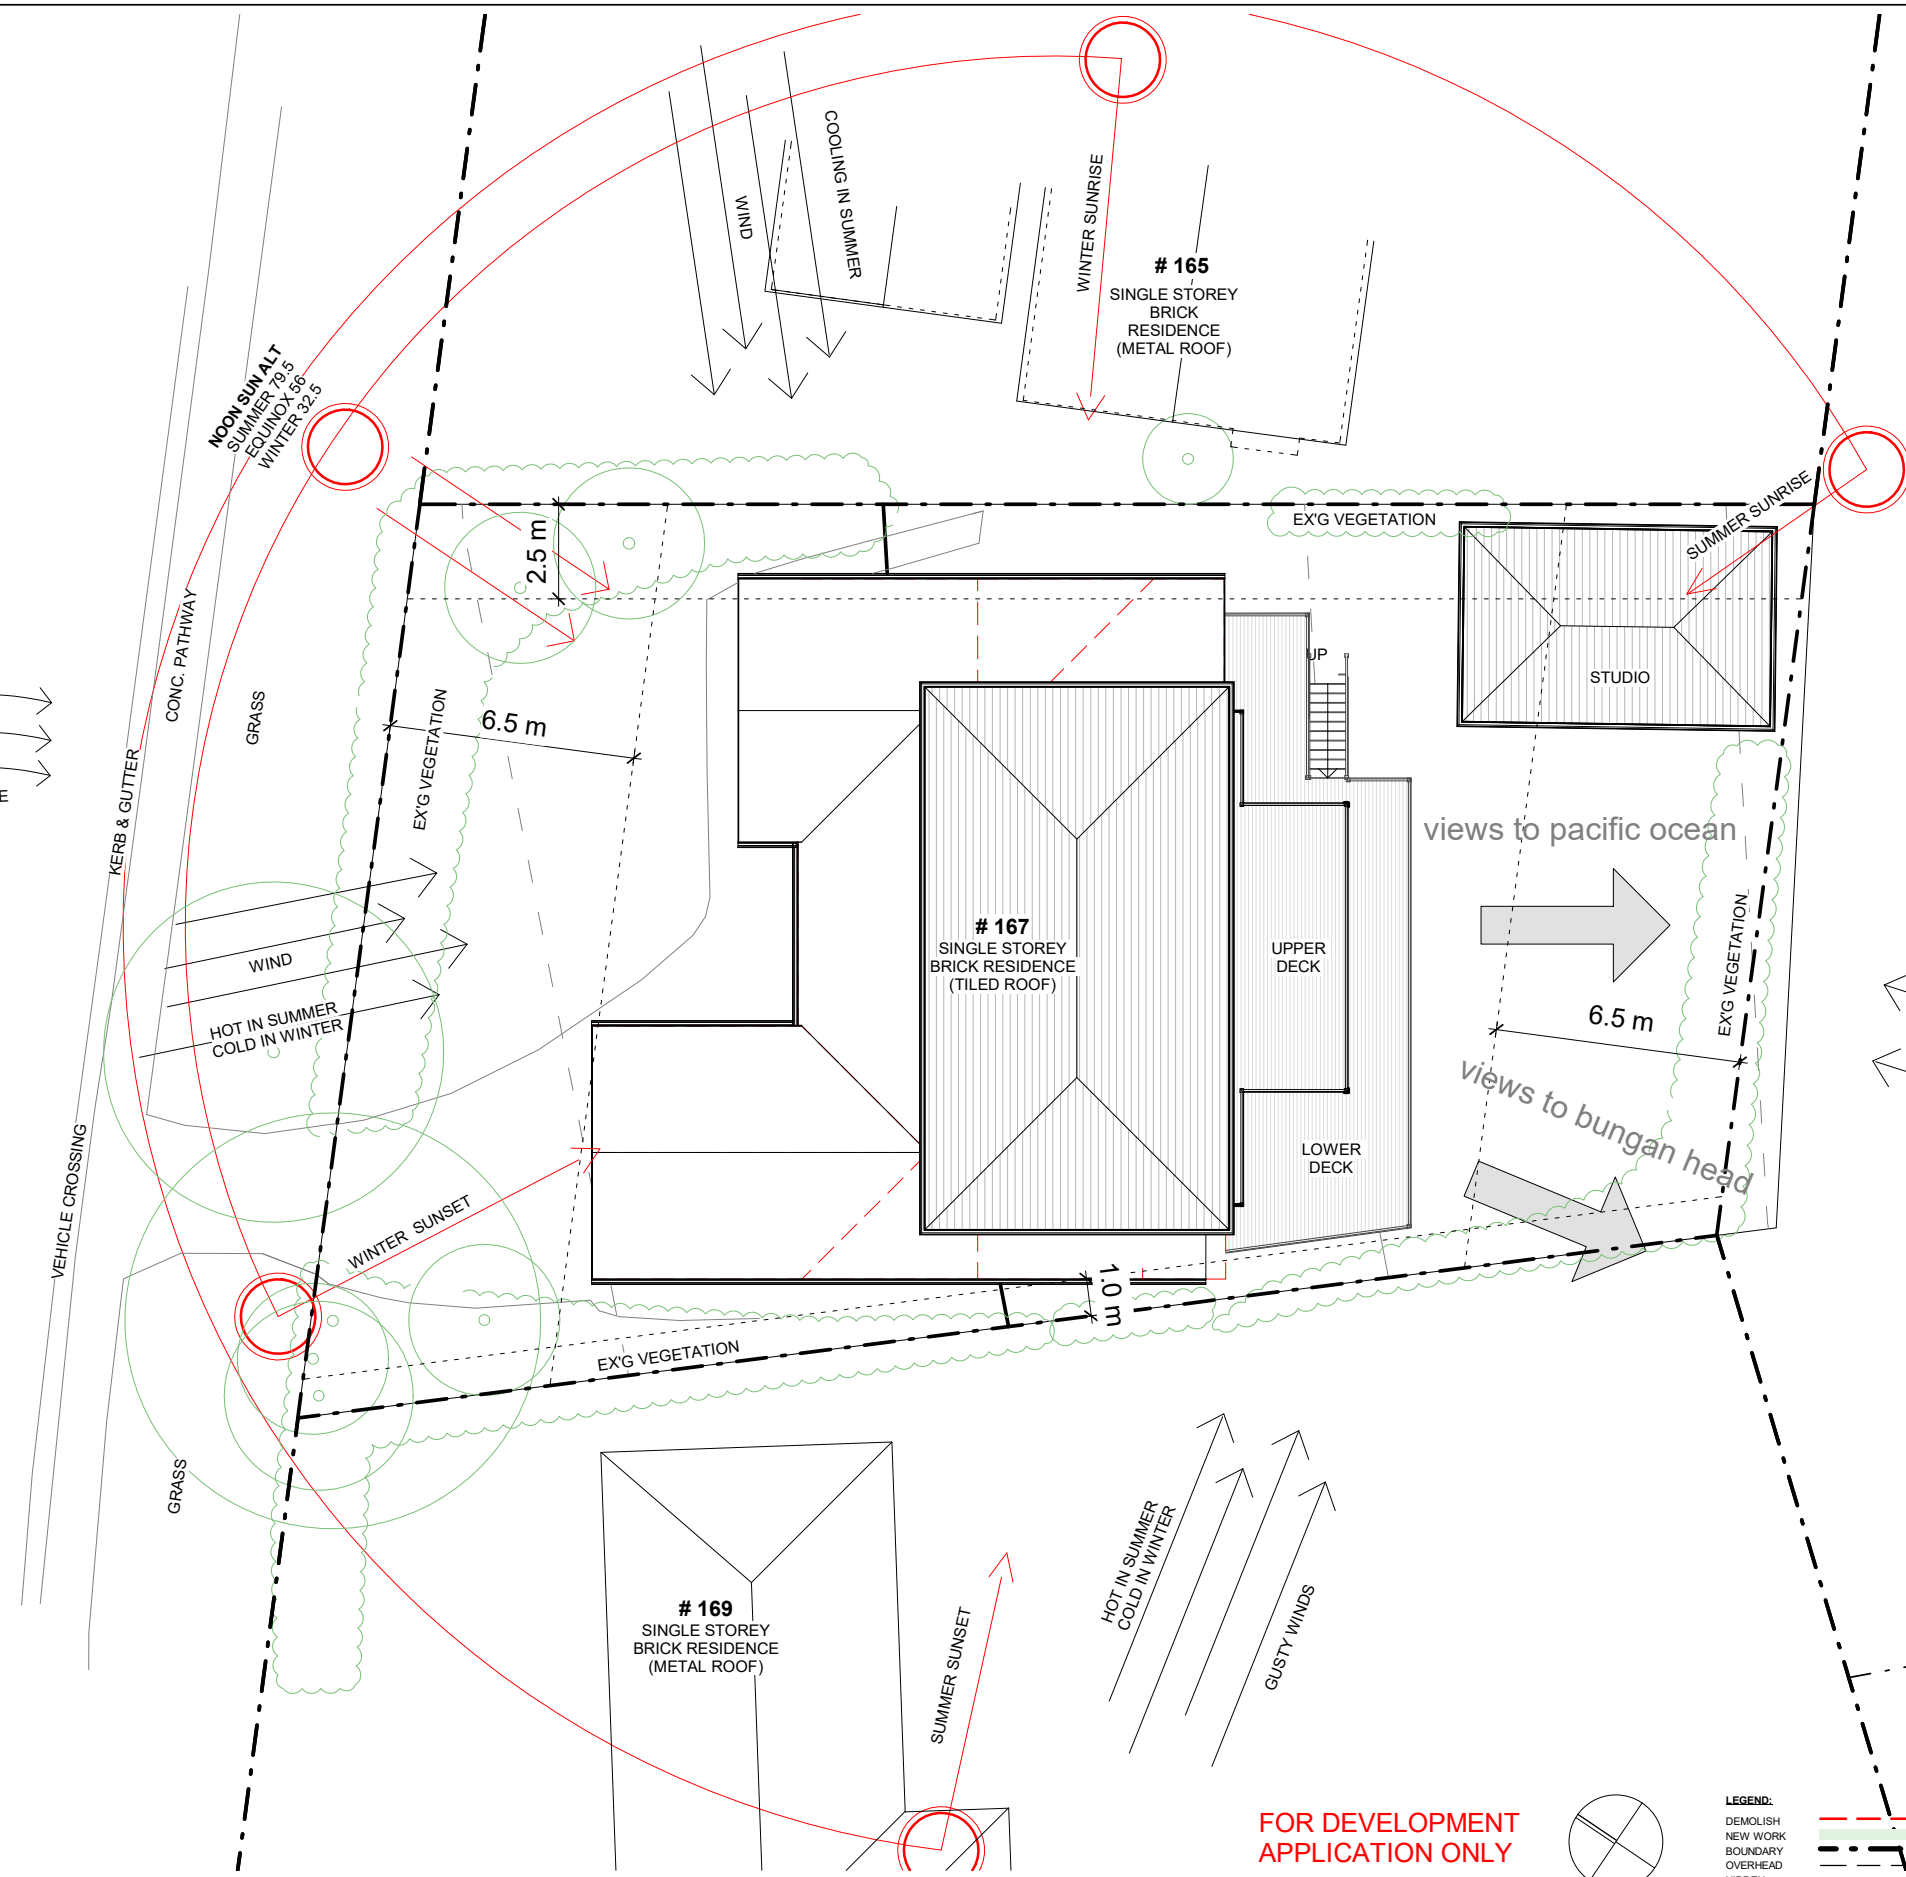 COOLING IN SUMMER
WIND
WINTER SUNRISE
# 165
SINGLE STOREY
BRICK
RESIDENCE
(METAL ROOF)
NOON SUN ALT
SUMMER 79.5
EQUINOX 56
WINTER 32.5
SUMMER SUNRISE
EX'G VEGETATION
2.5 m
CONC. PATHWAY
GRASS
UP
STUDIO
6.5 m
EX'G VEGETATION
KERB & GUTTER
E
views to pacific ocean
# 167
SINGLE STOREY
BRICK RESIDENCE
(TILED ROOF)
UPPER
DECK
EX'G VEGETATION
WIND
HOT IN SUMMER
COLD IN WINTER
6.5 m
views to bungan head
VEHICLE CROSSING
LOWER
DECK
WINTER SUNSET
1.0 m
EX'G VEGETATION
GRASS
HOT IN SUMMER
COLD IN WINTER
GUSTY WINDS
# 169
SINGLE STOREY
BRICK RESIDENCE
(METAL ROOF)
SUMMER SUNSET
FOR DEVELOPMENT
APPLICATION ONLY
LEGEND:
DEMOLISH
NEW WORK
BOUNDARY
OVERHEAD